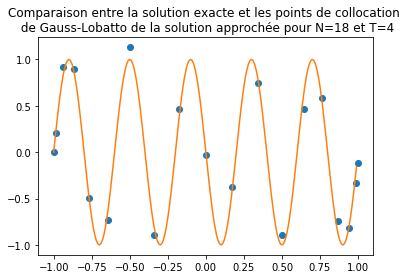 Comparaison entre la solution exacte et les points de collocation
de Gauss-Lobatto de la solution approchée pour N=18 et T=4
1.0
0.5
0.0
-0.5
-1.0
-1.00 -0.75 -0.50 -0.25 0.00 0.25 0.50 0.75 1.00